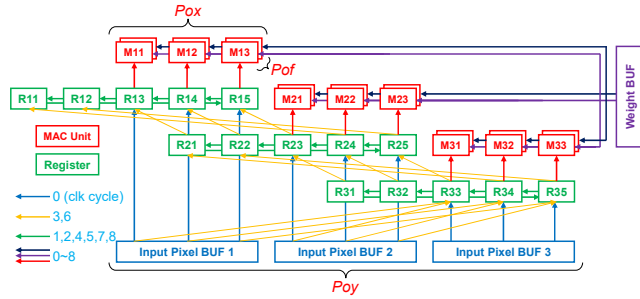 Pox
M11 M12 M13
Pof
Weight BUF
R11 R12 R13 R14 R15
M21 M22 M23
MAC Unit
R21 R22 R23 R24 R25
M31 M32 M33
Register
0 (clk cycle)
R31 R32 R33 R34 R35
3,6
1,2,4,5,7,8
0~8
Input Pixel BUF 1 Input Pixel BUF 2 Input Pixel BUF 3
Poy